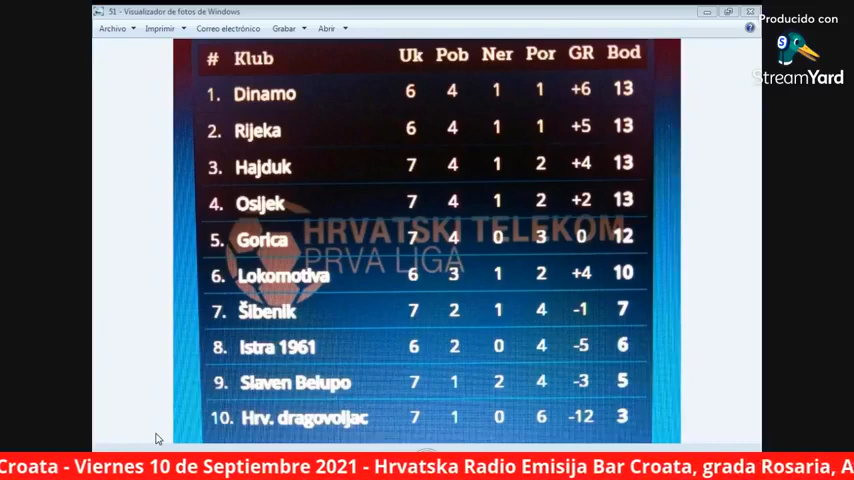 51 - Visualizador de fotos de Windows
Archivo Imprimir Correo electrónico Grabar Abrir
Producido con
StreamYard
# Klub Uk Pob Ner Por GR Bod
1. Dinamo 6 4 1 1 +6 13
2. Rijeka 6 4 1 1 +5 13
3. Hajduk 7 4 1 2 +4 13
4. Osijek 7 4 1 2 +2 13
5. Gorica 7 4 0 3 0 12
HRVATSKI TELEKOM
PRVA LIGA
6. Lokomotiva 6 3 1 2 +4 10
7. Šibenik 7 2 1 4 -1 7
8. Istra 1961 6 2 0 4 -5 6
9. Slaven Belupo 7 1 2 4 -3 5
10. Hrv. dragovoljac 7 1 0 6 -12 3
Croata - Viernes 10 de Septiembre 2021 - Hrvatska Radio Emisija Bar Croata, grada Rosaria, A